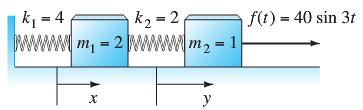 k₁ = 4
k₂ = 2
f(t) = 40 sin 3t
m₁ = 2
m₂ = 1
x
y